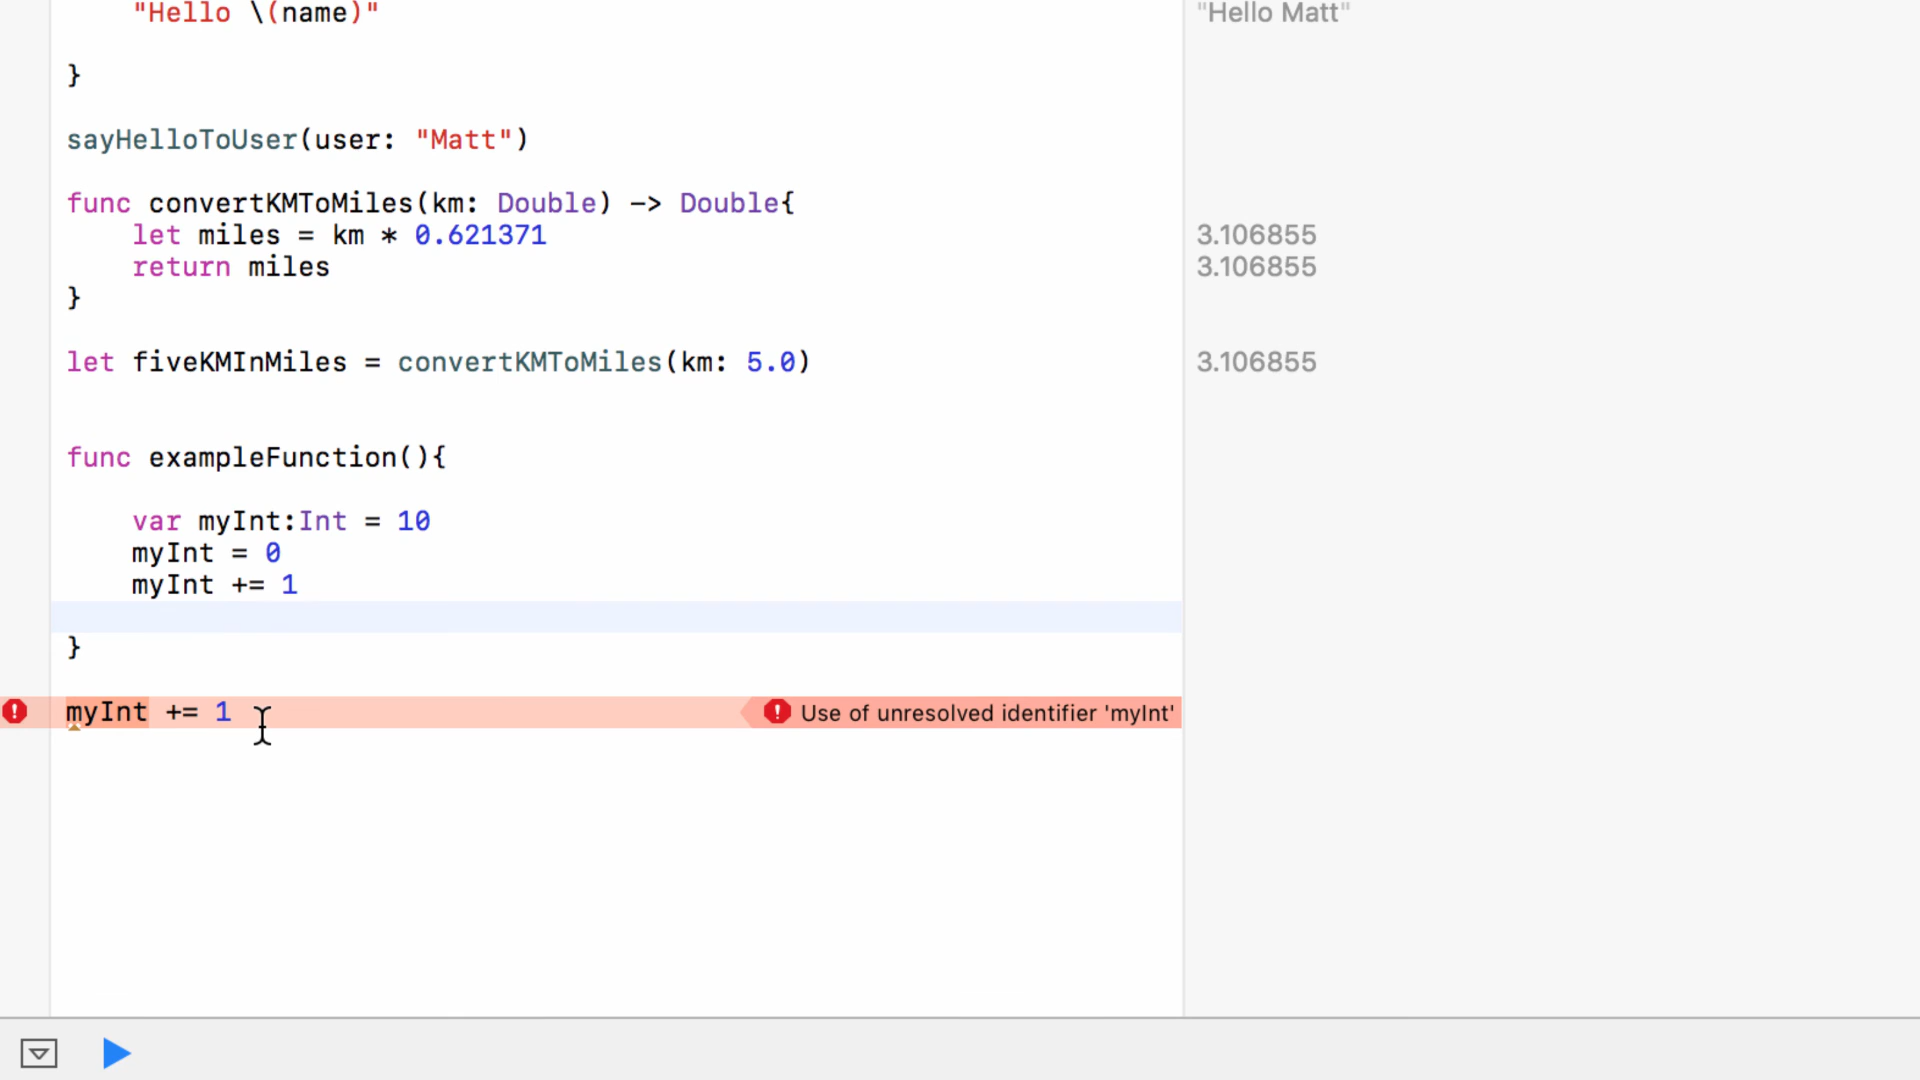 "Hello \(name)"
"Hello Matt"
}
sayHelloToUser(user: "Matt")
func convertKMToMiles(km: Double) -> Double{
let miles = km * 0.621371
3.106855
return miles
3.106855
}
let fiveKMInMiles = convertKMToMiles(km: 5.0)
3.106855
func exampleFunction(){
var myInt:Int = 10
myInt = 0
myInt += 1
}
myInt += 1
Use of unresolved identifier 'myInt'